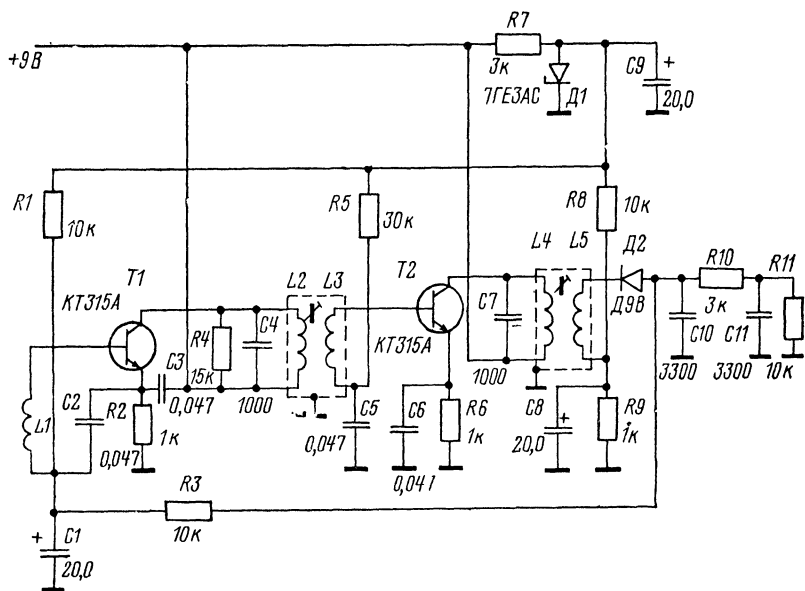 +9В
R7
3к
7ГЕ3АС
Д1
C9
+
20,0
R1
10к
R5
30к
R8
10к
T1
КТ315А
L2
L3
T2
КТ315А
L4
L5
Д2
Д9В
R10
3к
R11
10к
R4
15к
C4
1000
C7
1000
C10
3300
C11
3300
L1
C2
0,047
R2
1к
C3
0,047
C5
0,047
C6
0,047
R6
1к
C8
+
20,0
R9
1к
R3
10к
+
C1
20,0